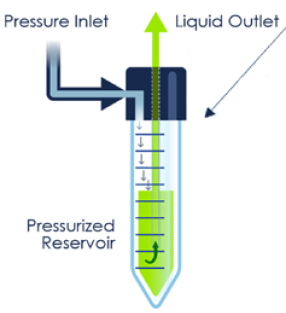 Pressure Inlet
Liquid Outlet
Pressurized
Reservoir